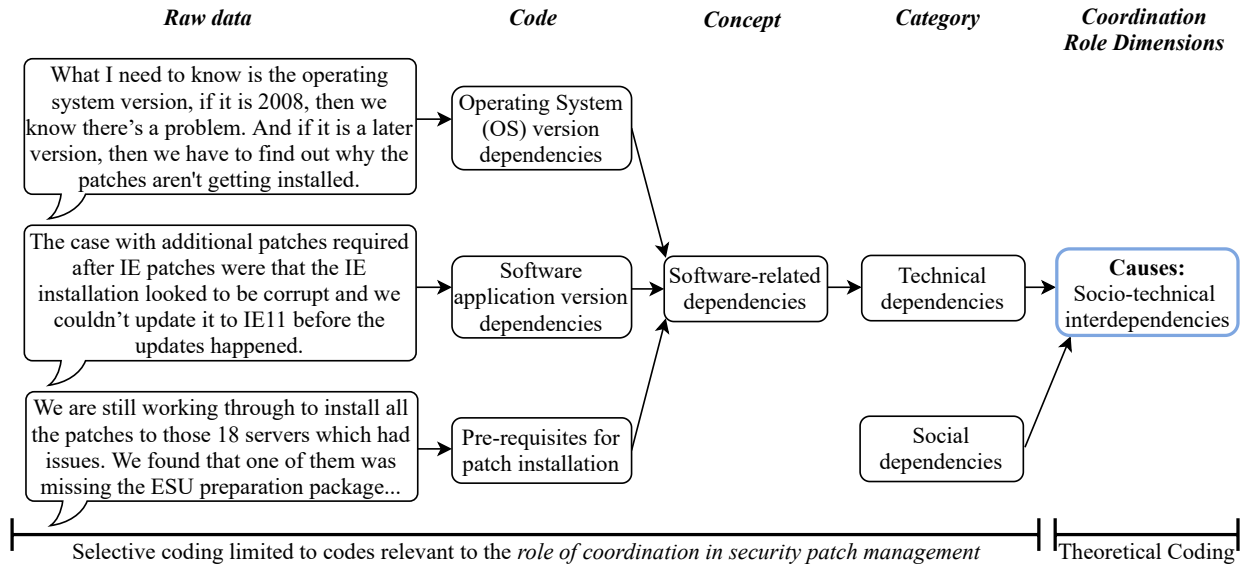 Raw data
Code
Concept
Category
Coordination
Role Dimensions
What I need to know is the operating
system version, if it is 2008, then we
know there's a problem. And if it is a later
version, then we have to find out why the
patches aren't getting installed.
Operating System
(OS) version
dependencies
The case with additional patches required
after IE patches were that the IE
installation looked to be corrupt and we
couldn't update it to IE11 before the
updates happened.
Software
application version
dependencies
Software-related
dependencies
Technical
dependencies
Causes:
Socio-technical
interdependencies
We are still working through to install all
the patches to those 18 servers which had
issues. We found that one of them was
missing the ESU preparation package...
Pre-requisites for
patch installation
Social
dependencies
Selective coding limited to codes relevant to the role of coordination in security patch management
Theoretical Coding